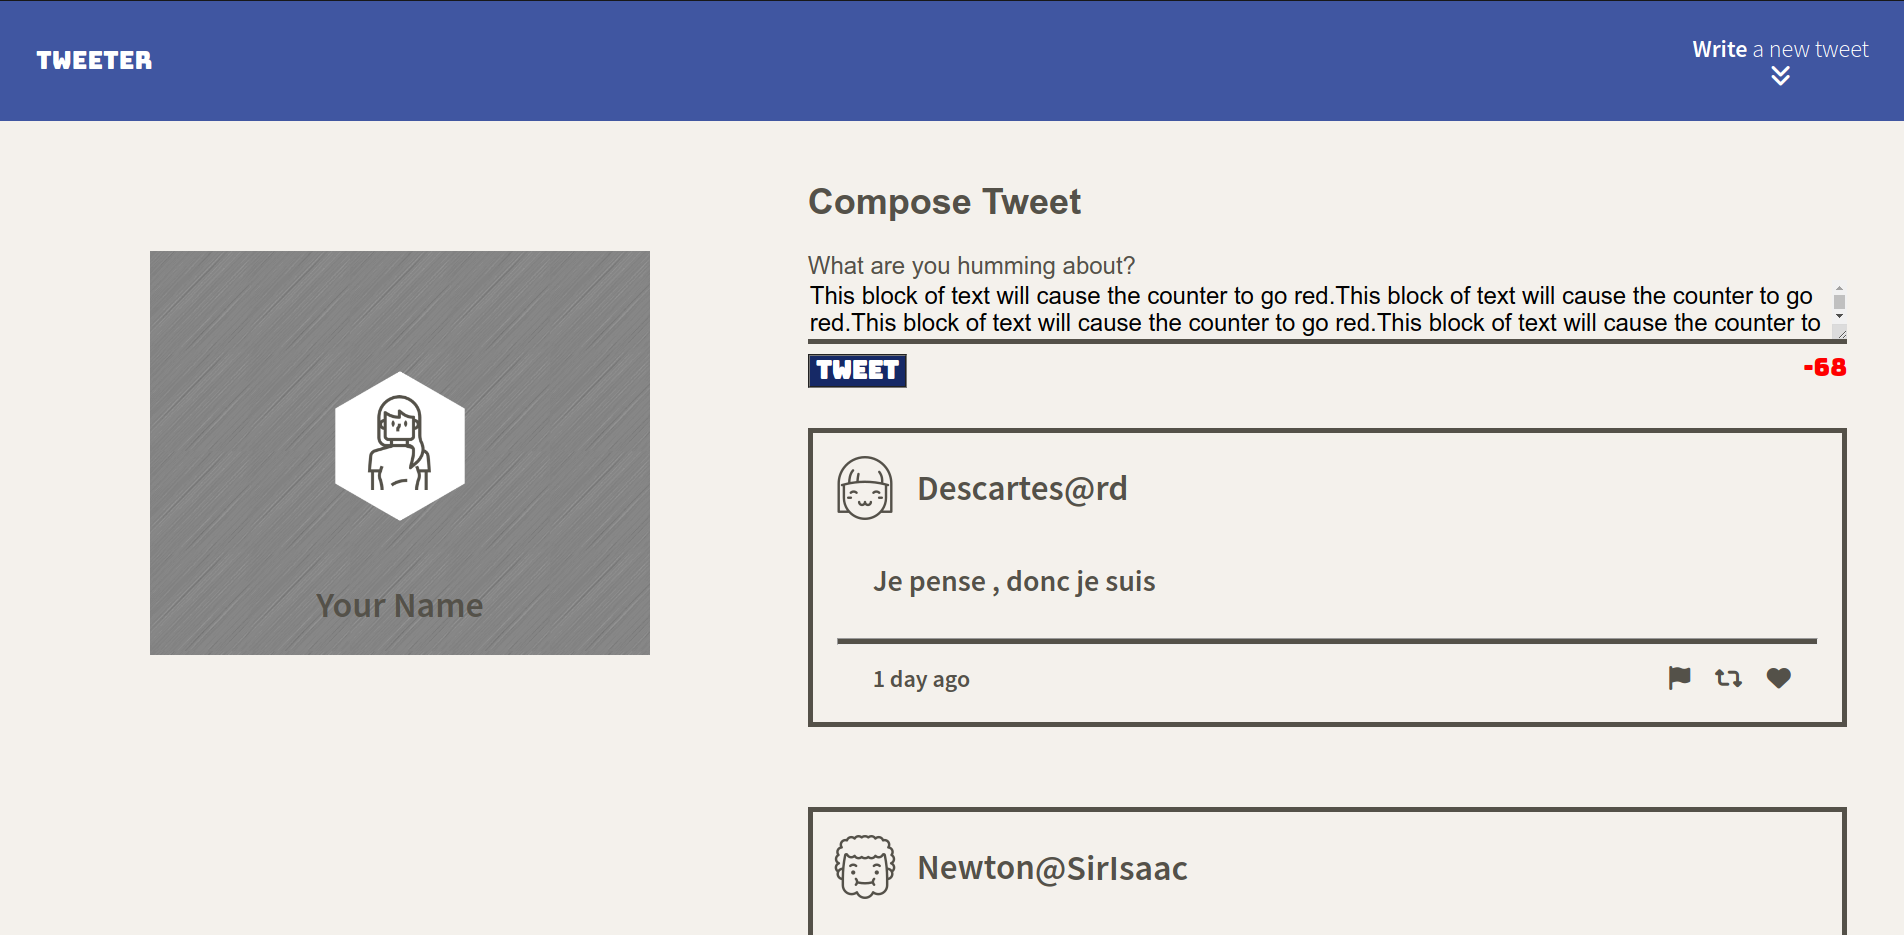 TWEETER
Write a new tweet
Compose Tweet
What are you humming about?
This block of text will cause the counter to go red.This block of text will cause the counter to go
red.This block of text will cause the counter to go red.This block of text will cause the counter to
TWEET
-68
Your Name
Descartes@rd
Je pense , donc je suis
1 day ago
Newton@SirIsaac